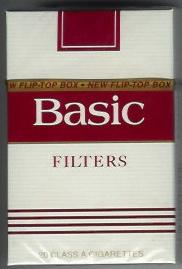 W FLIP-TOP BOX • NEW FLIP-TOP BOX
Basic
FILTERS
20 CLASS A CIGARETTES